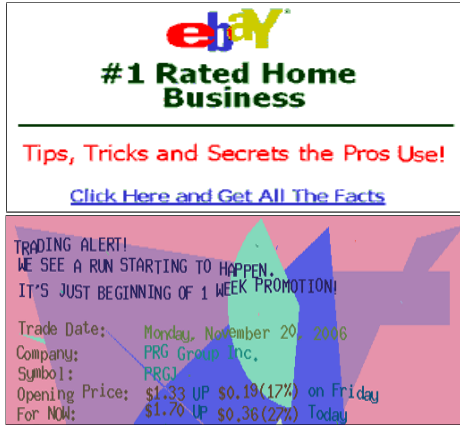 ebay
#1 Rated Home
Business
Tips, Tricks and Secrets the Pros Use!
Click Here and Get All The Facts
TRADING ALERT!
WE SEE A RUN STARTING TO HAPPEN.
IT'S JUST BEGINNING OF 1 WEEK PROMOTION!
Trade Date: Monday, November 20, 2006
Company: PRG Group Inc.
Symbol: PRGJ
Opening Price: $1.33 UP $0.19(17%) on Friday
For NOW: $1.70 UP $0.36(27%) Today